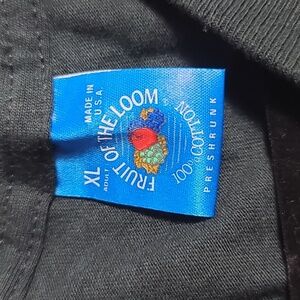 MADE IN
U.S.A.
FRUIT OF THE LOOM
100% COTTON
XL
ADULT
PRESHRUNK